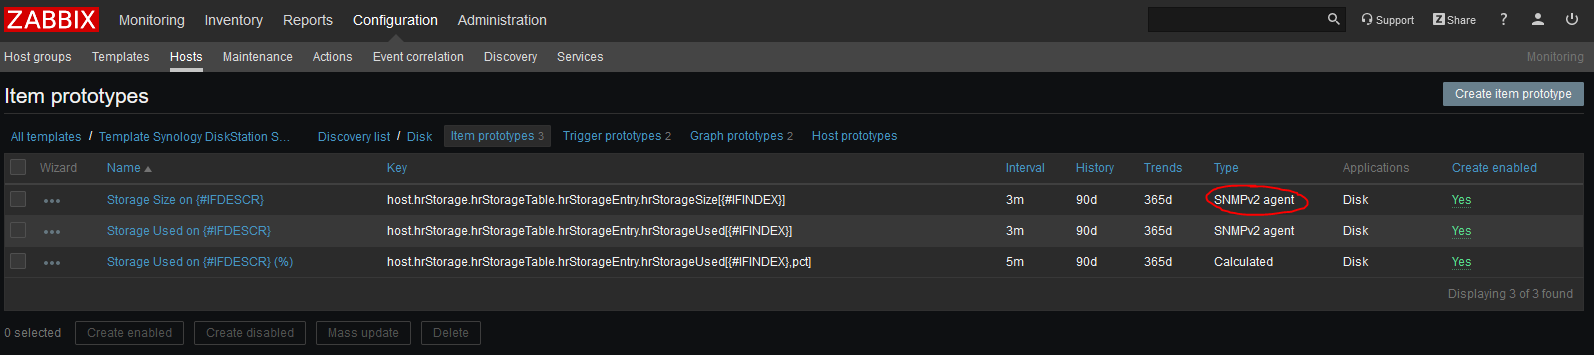 ZABBIX Monitoring Inventory Reports Configuration Administration Support Z Share ?
Host groups Templates Hosts Maintenance Actions Event correlation Discovery Services Monitoring
Item prototypes Create item prototype
All templates / Template Synology DiskStation S... Discovery list / Disk Item prototypes 3 Trigger prototypes 2 Graph prototypes 2 Host prototypes
Wizard Name Key Interval History Trends Type Applications Create enabled
Storage Size on {#IFDESCR} host.hrStorage.hrStorageTable.hrStorageEntry.hrStorageSize[{#IFINDEX}] 3m 90d 365d SNMPv2 agent Disk Yes
Storage Used on {#IFDESCR} host.hrStorage.hrStorageTable.hrStorageEntry.hrStorageUsed[{#IFINDEX}] 3m 90d 365d SNMPv2 agent Disk Yes
Storage Used on {#IFDESCR} (%) host.hrStorage.hrStorageTable.hrStorageEntry.hrStorageUsed[{#IFINDEX},pct] 5m 90d 365d Calculated Disk Yes
Displaying 3 of 3 found
0 selected Create enabled Create disabled Mass update Delete